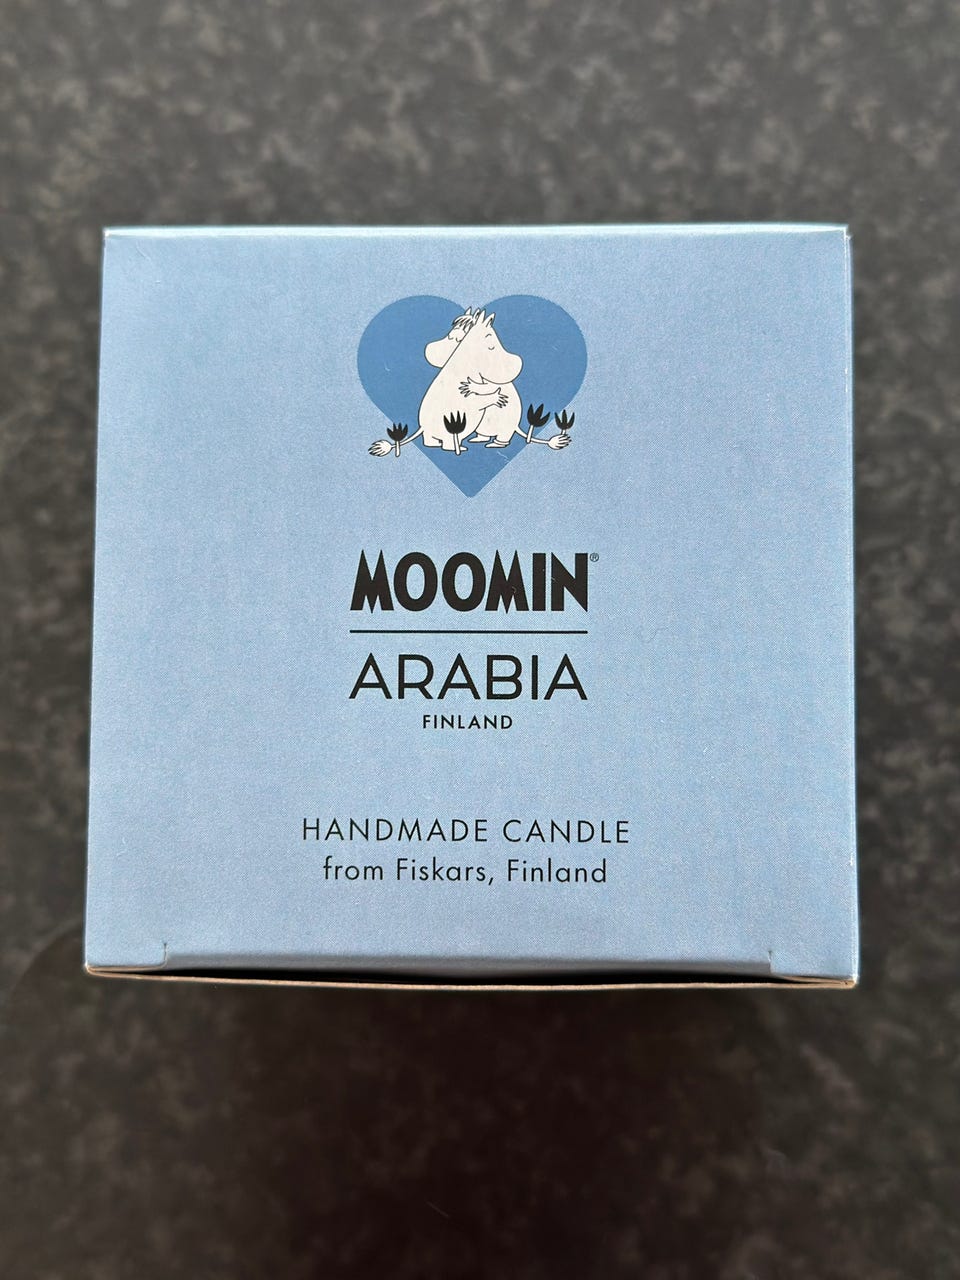 MOOMIN®
ARABIA
FINLAND
HANDMADE CANDLE
from Fiskars, Finland